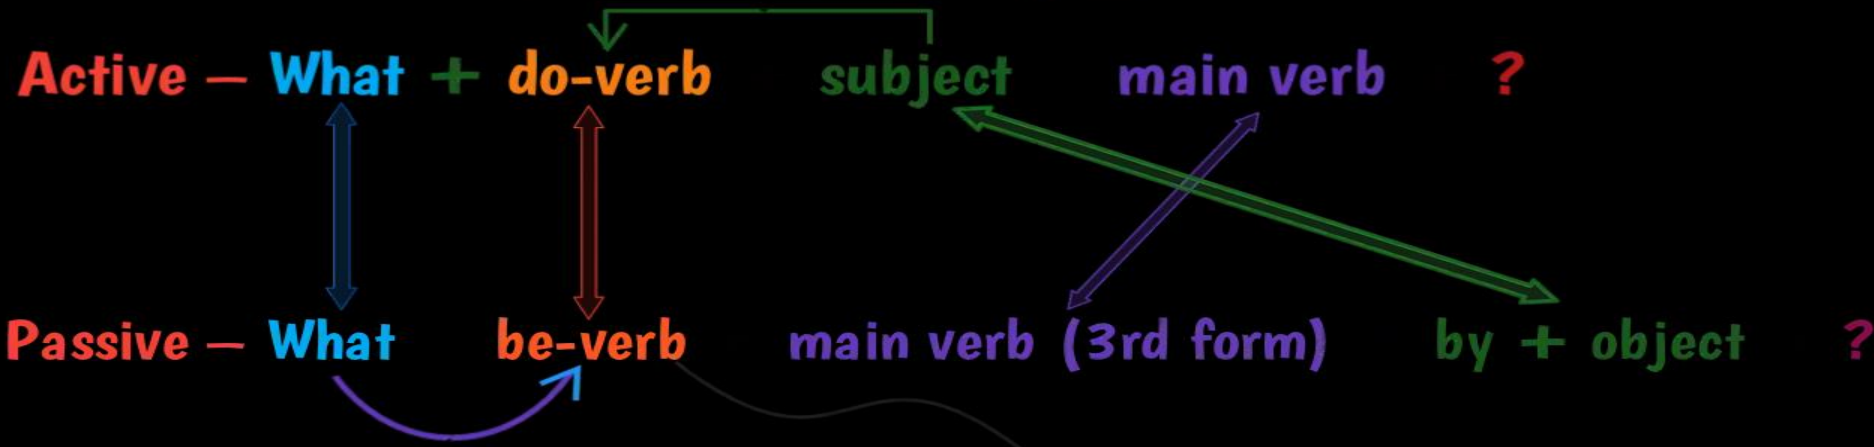 Active – What + do-verb subject main verb ?
Passive – What be-verb main verb (3rd form) by + object ?